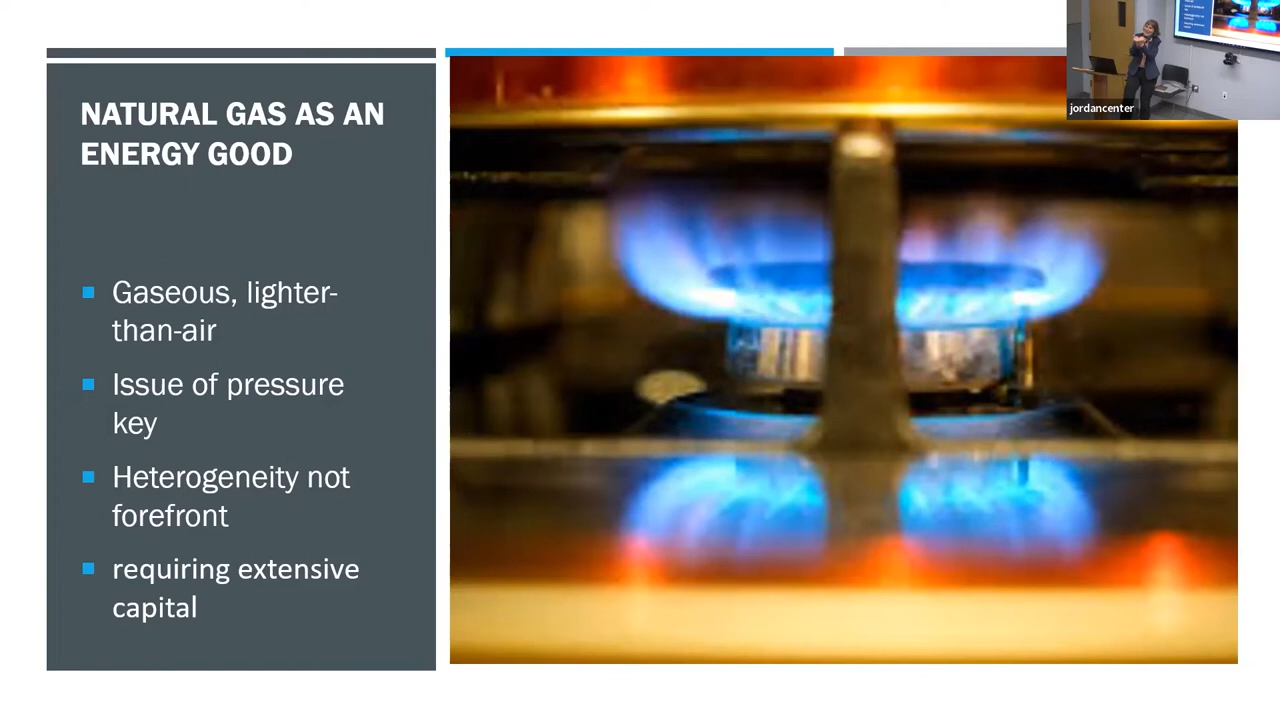 NATURAL GAS AS AN
ENERGY GOOD
Gaseous, lighter-
than-air
Issue of pressure
key
Heterogeneity not
forefront
requiring extensive
capital
jordancenter